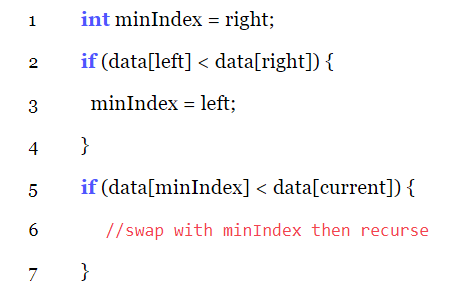 1 int minIndex = right;
2 if (data[left] < data[right]) {
3 minIndex = left;
4 }
5 if (data[minIndex] < data[current]) {
6 //swap with minIndex then recurse
7 }